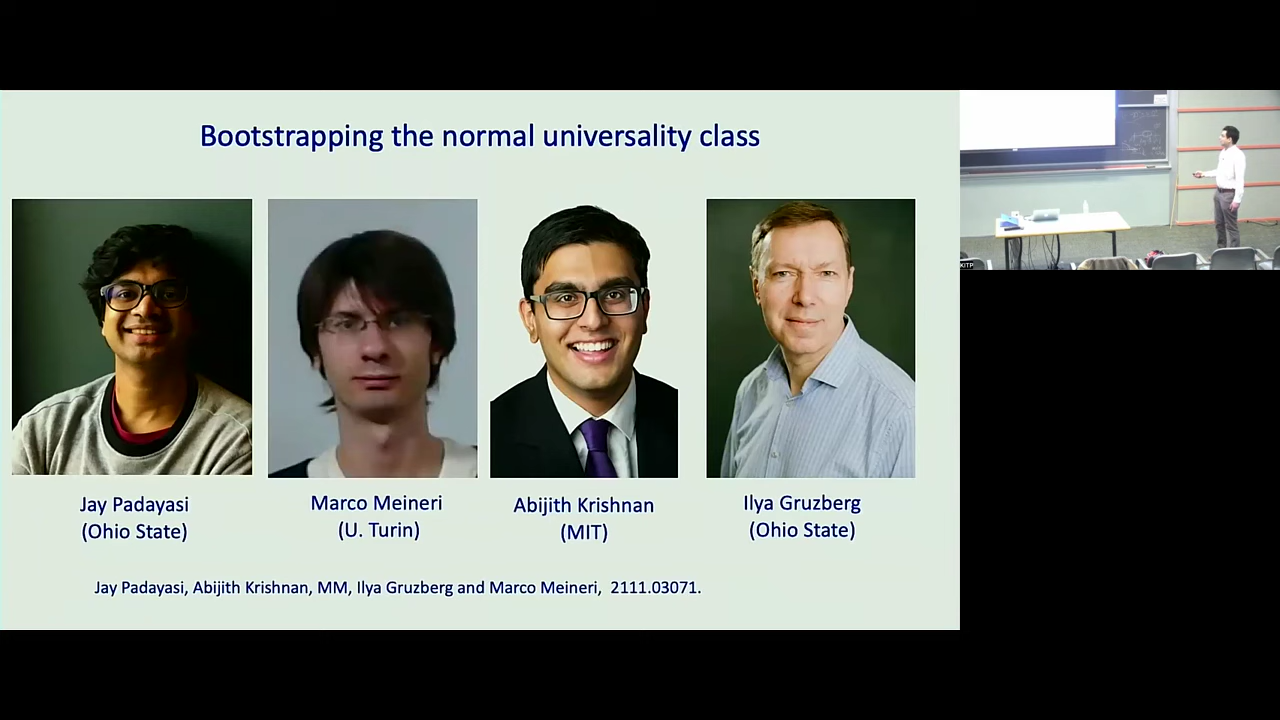 Bootstrapping the normal universality class
Jay Padayasi
(Ohio State)
Marco Meineri
(U. Turin)
Abijith Krishnan
(MIT)
Ilya Gruzberg
(Ohio State)
Jay Padayasi, Abijith Krishnan, MM, Ilya Gruzberg and Marco Meineri, 2111.03071.
KITP